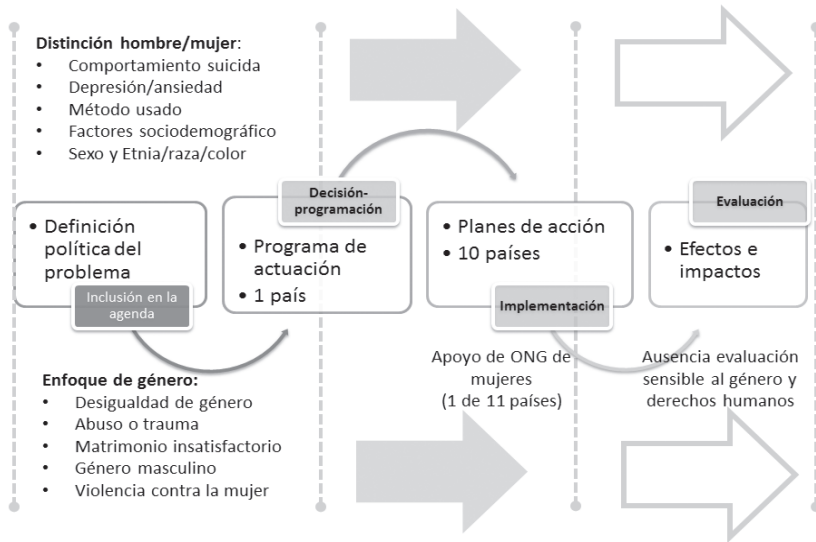 Distinción hombre/mujer:
• Comportamiento suicida
• Depresión/ansiedad
• Método usado
• Factores sociodemográfico
• Sexo y Etnia/raza/color
• Definición
política del
problema
Inclusión en la
agenda
Decisión-
programación
• Programa de
actuación
• 1 país
• Planes de acción
• 10 países
Implementación
Evaluación
• Efectos e
impactos
Enfoque de género:
• Desigualdad de género
• Abuso o trauma
• Matrimonio insatisfactorio
• Género masculino
• Violencia contra la mujer
Apoyo de ONG de
mujeres
(1 de 11 países)
Ausencia evaluación
sensible al género y
derechos humanos